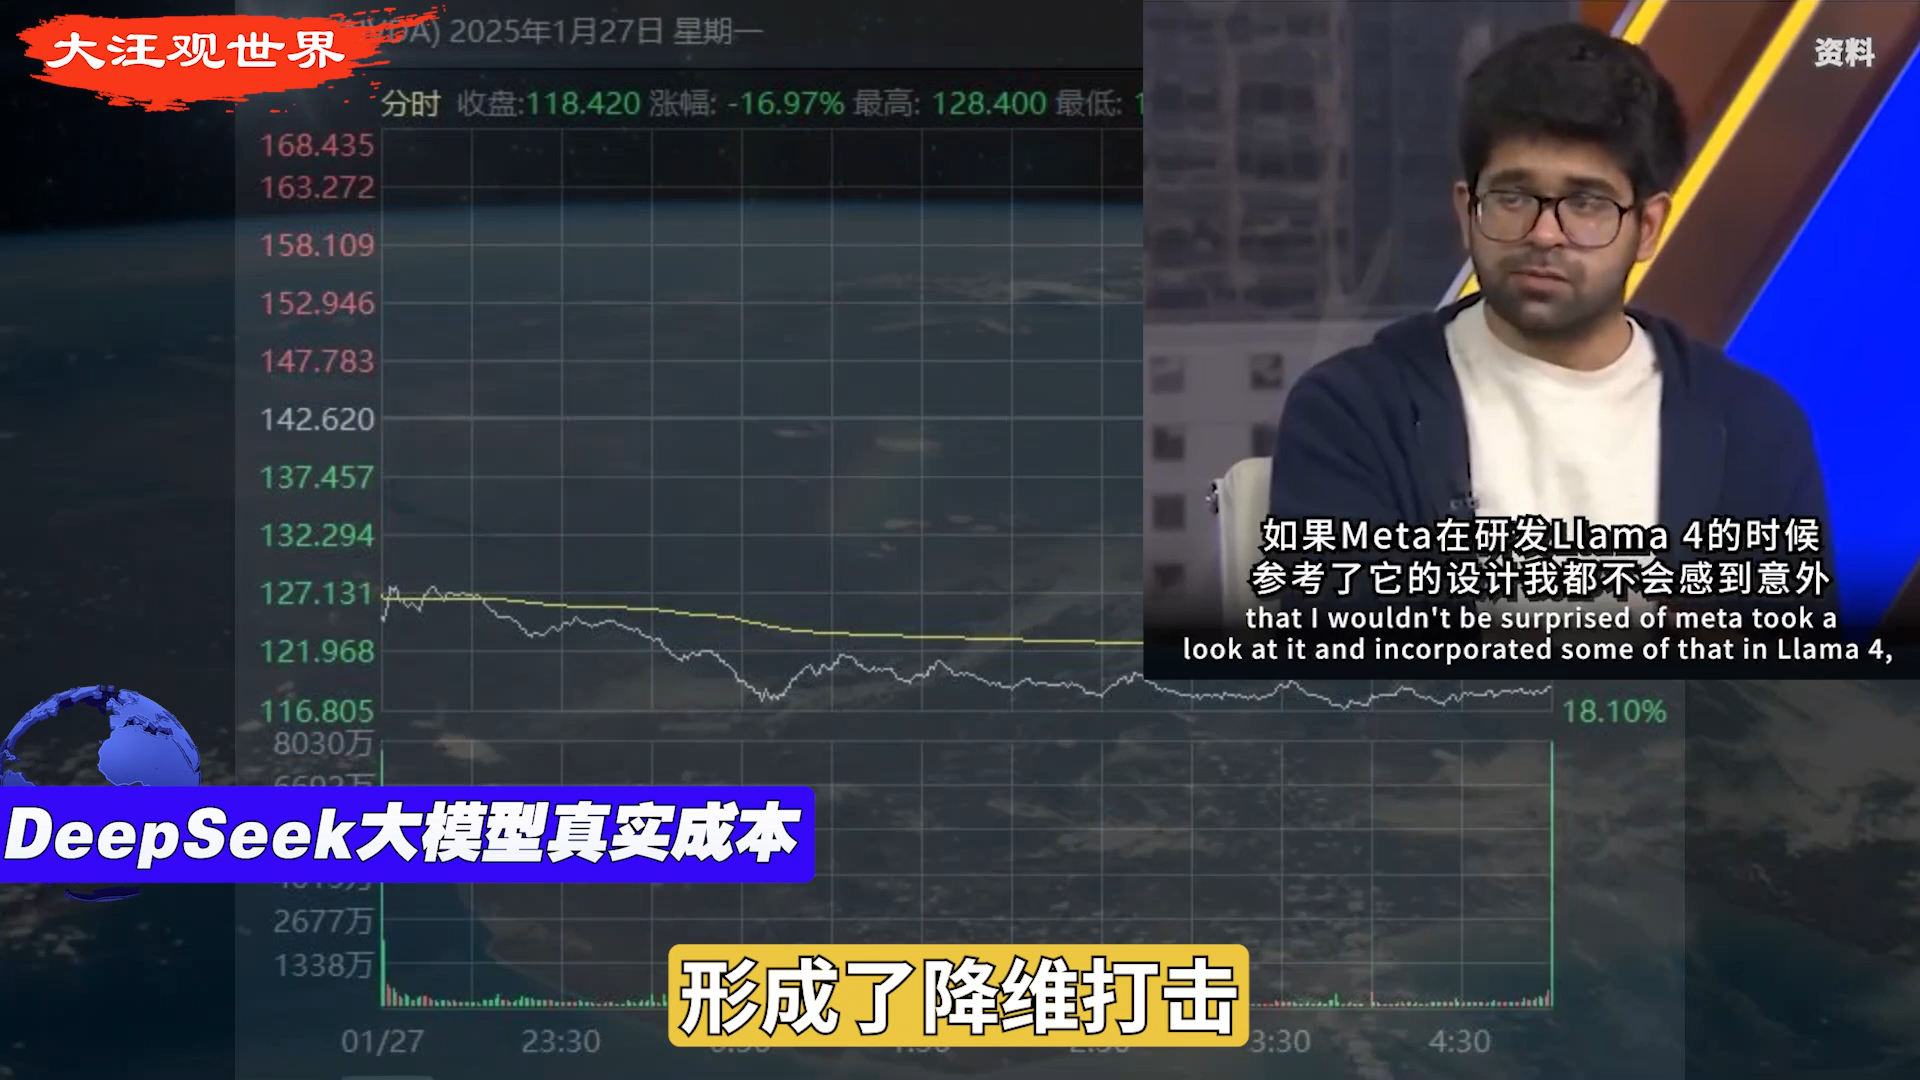 大汪观世界
2025年1月27日 星期一
分时 收盘:118.420 涨幅: -16.97% 最高: 128.400 最低:
资料
168.435
163.272
158.109
152.946
147.783
142.620
137.457
132.294
127.131
121.968
116.805
18.10%
8030万
2677万
1338万
如果Meta在研发Llama 4的时候
参考了它的设计我都不会感到意外
that I wouldn't be surprised of meta took a
look at it and incorporated some of that in Llama 4,
DeepSeek大模型真实成本
形成了降维打击
01/27
23:30
3:30
4:30